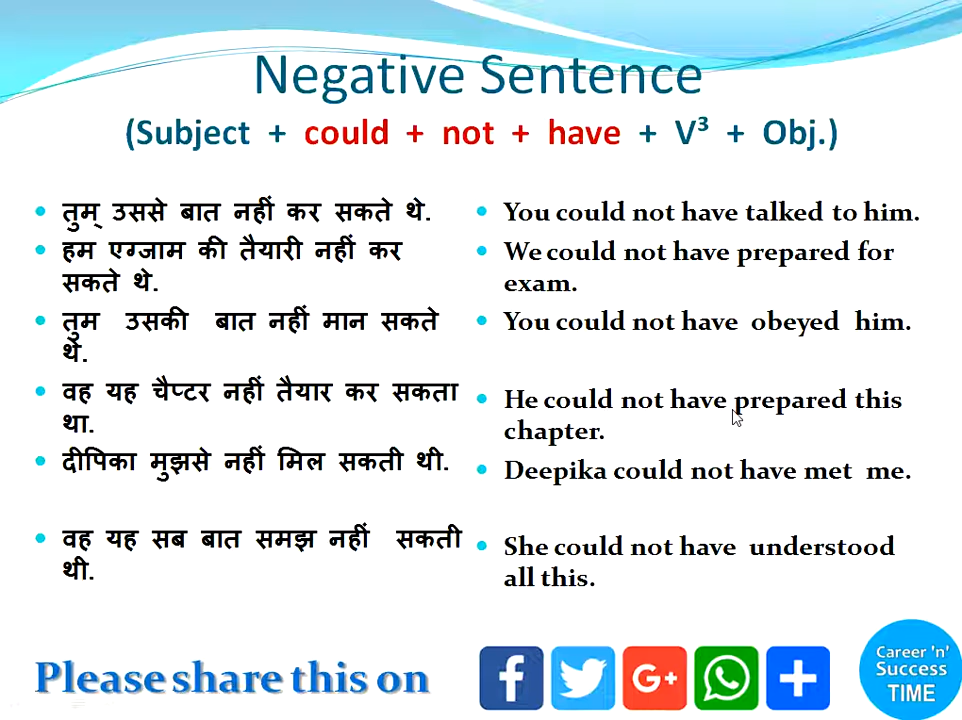 Negative Sentence
(Subject + could + not + have + V³ + Obj.)
तुम् उससे बात नहीं कर सकते थे.
हम एग्जाम की तैयारी नहीं कर
सकते थे.
तुम उसकी बात नहीं मान सकते
थे.
वह यह चैप्टर नहीं तैयार कर सकता
था.
दीपिका मुझसे नहीं मिल सकती थी.
वह यह सब बात समझ नहीं सकती
थी.
You could not have talked to him.
We could not have prepared for
exam.
You could not have obeyed him.
He could not have prepared this
chapter.
Deepika could not have met me.
She could not have understood
all this.
Please share this on
f
G+
Career 'n'
Success
TIME